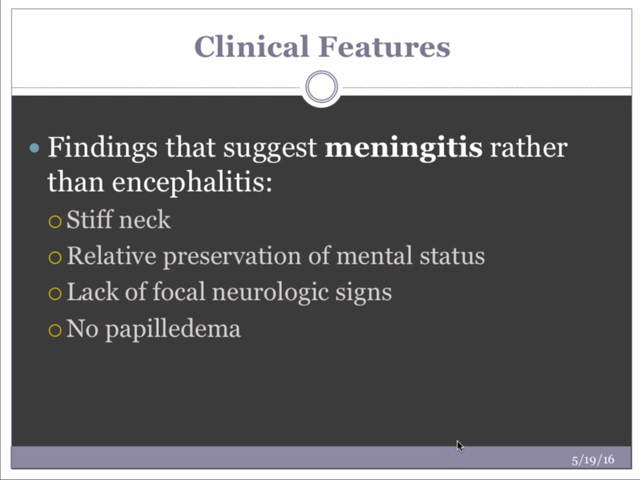 Clinical Features
Findings that suggest meningitis rather
than encephalitis:
Stiff neck
Relative preservation of mental status
Lack of focal neurologic signs
No papilledema
5/19/16